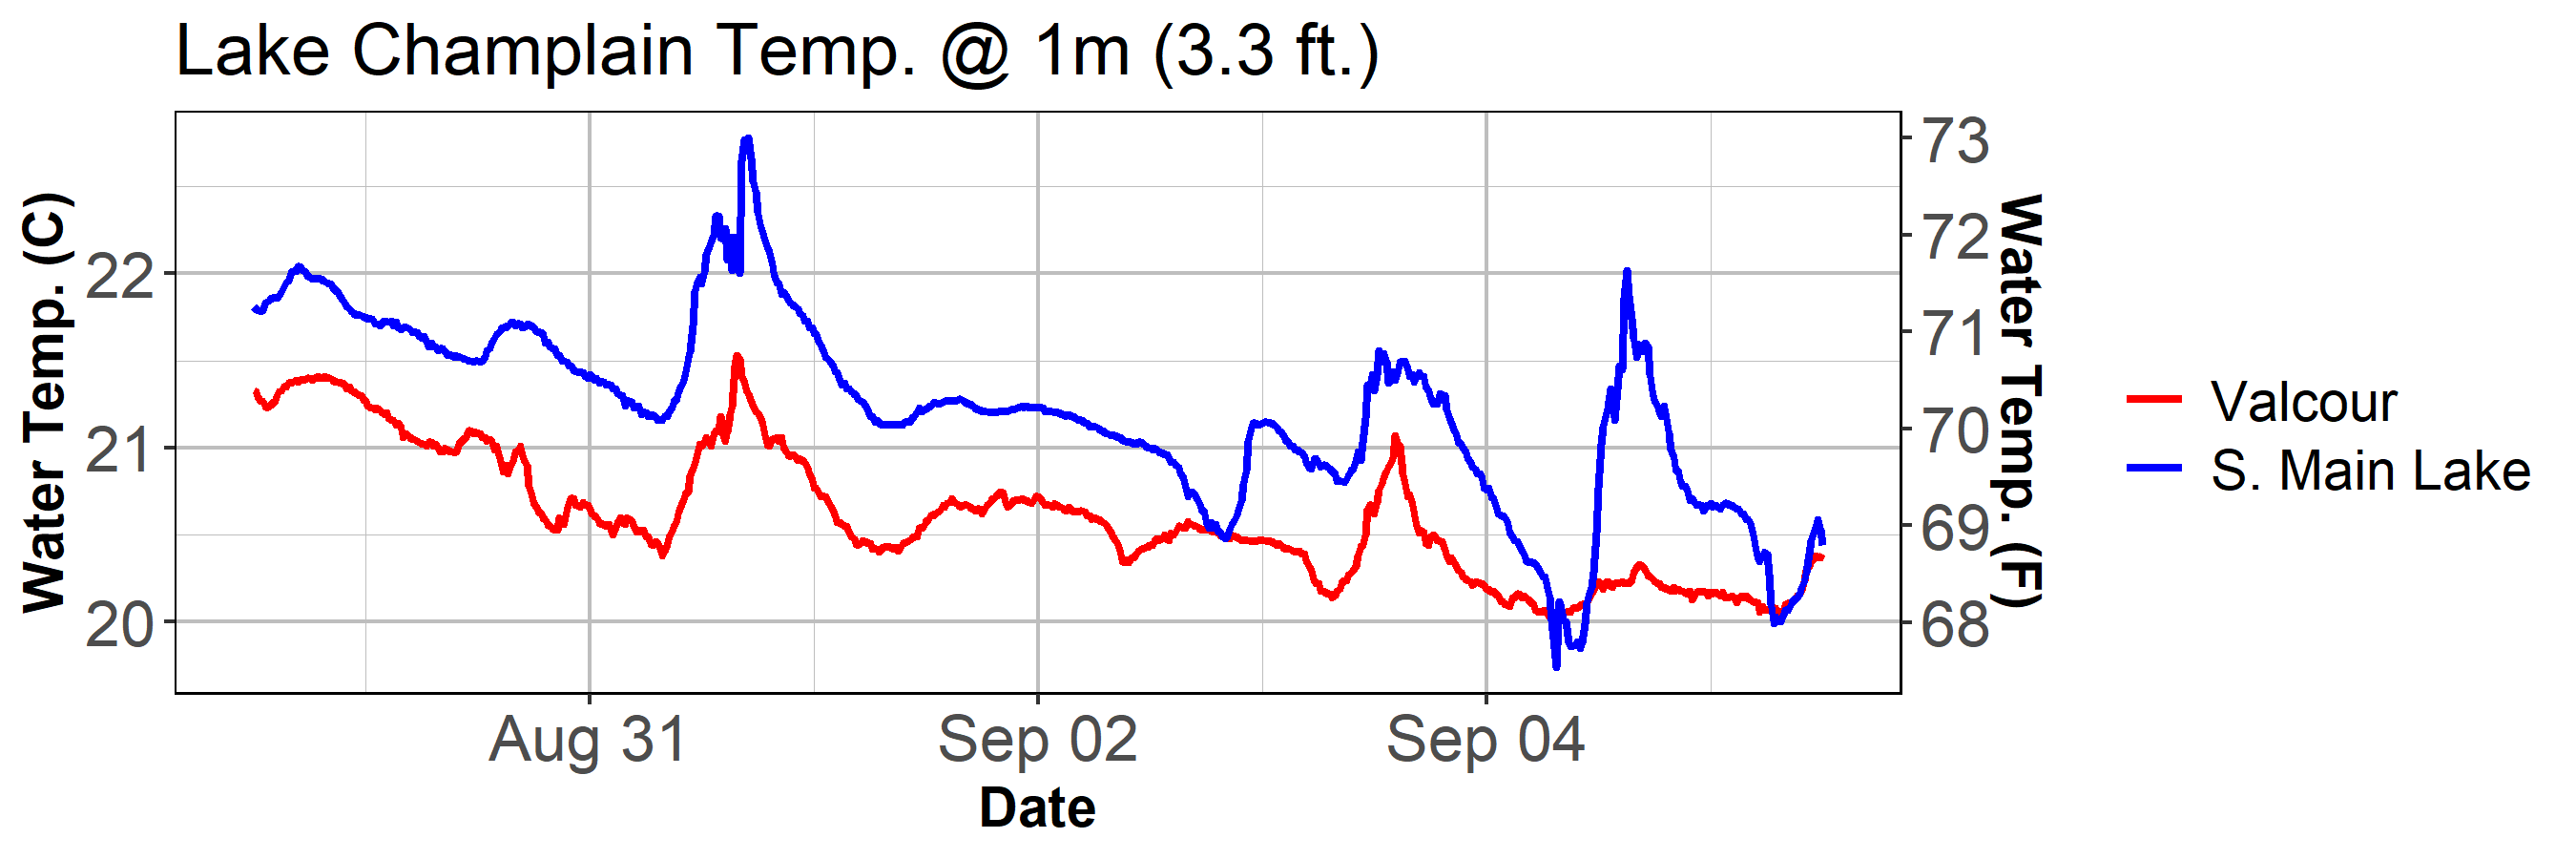 Lake Champlain Temp. @ 1m (3.3 ft.)
Water Temp. (C)
22
21
20
73
72
71
70
69
68
Water Temp. (F)
Aug 31
Sep 02
Sep 04
Date
Valcour
S. Main Lake